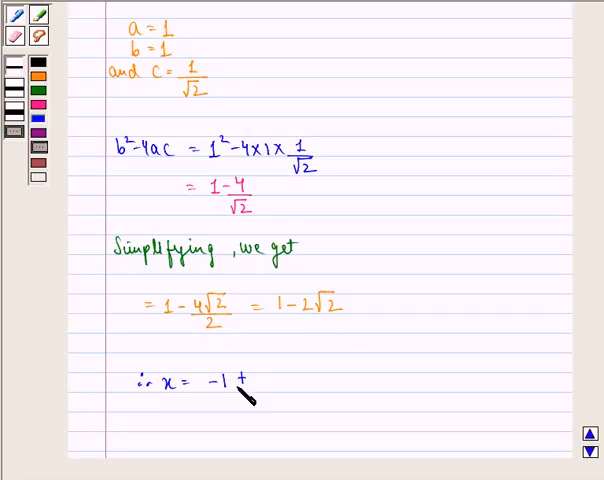 a = 1
b = 1
and c = 1/√2
b² - 4ac = 1² - 4 x 1 x 1/√2
= 1 - 4/√2
Simplifying, we get
= 1 - 4√2/2 = 1 - 2√2
∴ x = -1 +